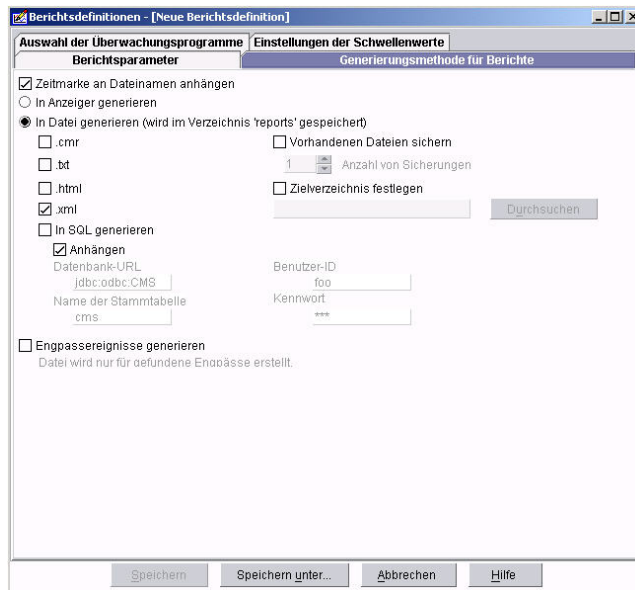 Berichtsdefinitionen - [Neue Berichtsdefinition]
Auswahl der Überwachungsprogramme Einstellungen der Schwellenwerte
Berichtsparameter Generierungsmethode für Berichte
Zeitmarke an Dateinamen anhängen
In Anzeiger generieren
In Datei generieren (wird im Verzeichnis 'reports' gespeichert)
.cmr Vorhandenen Dateien sichern
.txt 1 Anzahl von Sicherungen
.html Zielverzeichnis festlegen
.xml Durchsuchen
In SQL generieren
Anhängen
Datenbank-URL Benutzer-ID
jdbc:odbc:CMS foo
Name der Stammtabelle Kennwort
cms ***
Engpassereignisse generieren
Datei wird nur für gefundene Engpässe erstellt.
Speichern Speichern unter... Abbrechen Hilfe